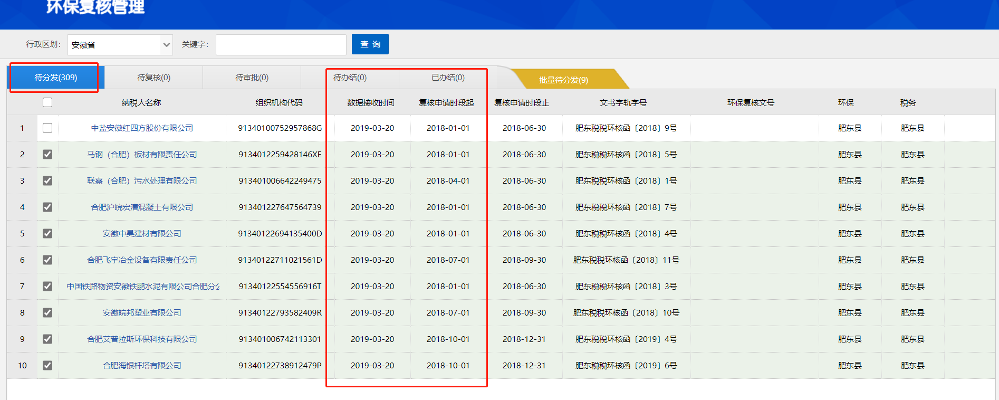 环保复核管理
行政区划: 安徽省 关键字: 查 询
待分发(309) 待复核(0) 待审批(0) 待办结(0) 已办结(0) 批量待分发(9)
纳税人名称 组织机构代码 数据接收时间 复核申请时段起 复核申请时段止 文书字轨字号 环保复核文号 环保 税务
1 中盐安徽红四方股份有限公司 91340100752957868G 2019-03-20 2018-01-01 2018-06-30 肥东税税环核函〔2018〕9号 肥东县 肥东县
2 马钢（合肥）板材有限责任公司 9134012259428146XE 2019-03-20 2018-01-01 2018-06-30 肥东税税环核函〔2018〕5号 肥东县 肥东县
3 联熹（合肥）污水处理有限公司 913401006642249475 2019-03-20 2018-04-01 2018-06-30 肥东税税环核函〔2018〕1号 肥东县 肥东县
4 合肥沪皖宏漕混凝土有限公司 913401227647564739 2019-03-20 2018-01-01 2018-06-30 肥东税税环核函〔2018〕7号 肥东县 肥东县
5 安徽中昊建材有限公司 91340122694135400D 2019-03-20 2018-01-01 2018-06-30 肥东税税环核函〔2018〕4号 肥东县 肥东县
6 合肥飞宇冶金设备有限责任公司 91340122711021561D 2019-03-20 2018-07-01 2018-09-30 肥东税税环核函〔2018〕11号 肥东县 肥东县
7 中国铁路物资安徽铁鹏水泥有限公司合肥分公 91340122554556916T 2019-03-20 2018-01-01 2018-06-30 肥东税税环核函〔2018〕3号 肥东县 肥东县
8 安徽皖邦塑业有限公司 91340122793582409R 2019-03-20 2018-07-01 2018-09-30 肥东税税环核函〔2018〕10号 肥东县 肥东县
9 合肥艾普拉斯环保科技有限公司 913401006742113301 2019-03-20 2018-10-01 2018-12-31 肥东税税环核函〔2019〕4号 肥东县 肥东县
10 合肥海银杆塔有限公司 91340122738912479P 2019-03-20 2018-10-01 2018-12-31 肥东税税环核函〔2019〕6号 肥东县 肥东县